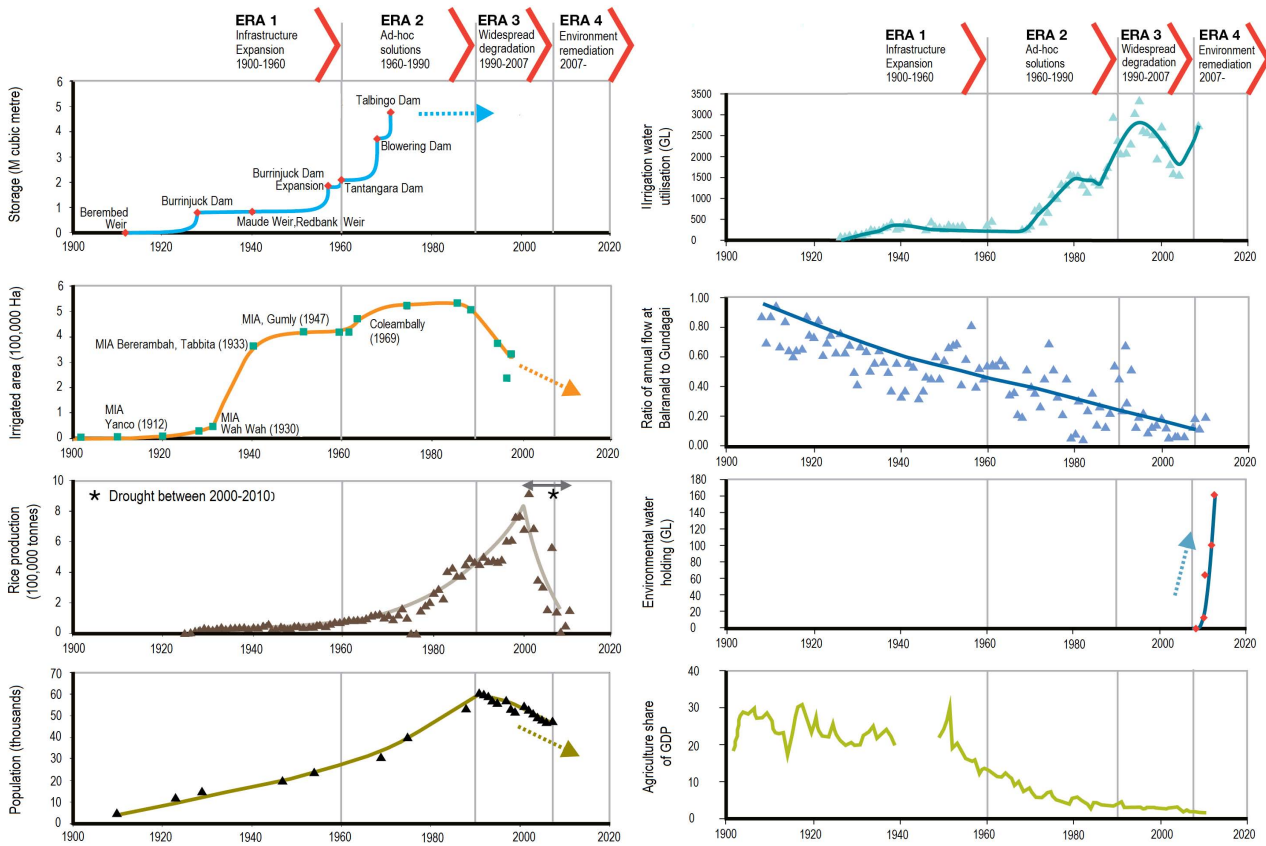 ERA 1
Infrastructure
Expansion
1900-1960
ERA 2
Ad-hoc
solutions
1960-1990
ERA 3
Widespread
degradation
1990-2007
ERA 4
Environment
remediation
2007-
Storage (M cubic metre)
6
5
4
3
2
1
0
Berembed
Weir
Burrinjuck Dam
Maude Weir,Redbank Weir
Burrinjuck Dam
Expansion
Tantangara Dam
Blowering Dam
Talbingo Dam
1900
1920
1940
1960
1980
2000
2020
Irrigated area (100,000 Ha)
6
5
4
3
2
1
0
MIA
Yanco (1912)
MIA
Wah Wah (1930)
MIA Bererambah, Tabbita (1933)
MIA, Gumly (1947)
Coleambally
(1969)
1900
1920
1940
1960
1980
2000
2020
Rice production
(100,000 tonnes)
10
8
6
4
2
0
* Drought between 2000-2010)
*
1900
1920
1940
1960
1980
2000
2020
Population (thousands)
70
60
50
40
30
20
10
0
1900
1920
1940
1960
1980
2000
2020
ERA 1
Infrastructure
Expansion
1900-1960
ERA 2
Ad-hoc
solutions
1960-1990
ERA 3
Widespread
degradation
1990-2007
ERA 4
Environment
remediation
2007-
Irrigation water
utilisation (GL)
3500
3000
2500
2000
1500
1000
500
0
1900
1920
1940
1960
1980
2000
2020
Ratio of annual flow at
Balranald to Gundagai
1.00
0.80
0.60
0.40
0.20
0.00
1900
1920
1940
1960
1980
2000
2020
Environmental water
holding (GL)
180
160
140
120
100
80
60
40
20
0
1900
1920
1940
1960
1980
2000
2020
Agriculture share
of GDP
40
30
20
10
0
1900
1920
1940
1960
1980
2000
2020